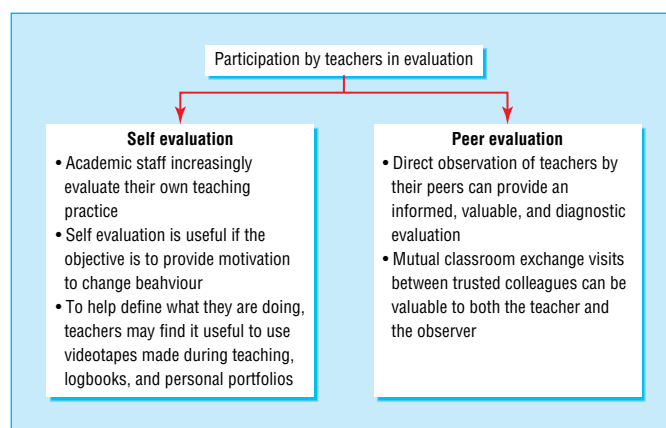 Participation by teachers in evaluation
Self evaluation
• Academic staff increasingly
evaluate their own teaching
practice
• Self evaluation is useful if the
objective is to provide motivation
to change beahviour
• To help define what they are doing,
teachers may find it useful to use
videotapes made during teaching,
logbooks, and personal portfolios
Peer evaluation
• Direct observation of teachers by
their peers can provide an
informed, valuable, and diagnostic
evaluation
• Mutual classroom exchange visits
between trusted colleagues can be
valuable to both the teacher and
the observer